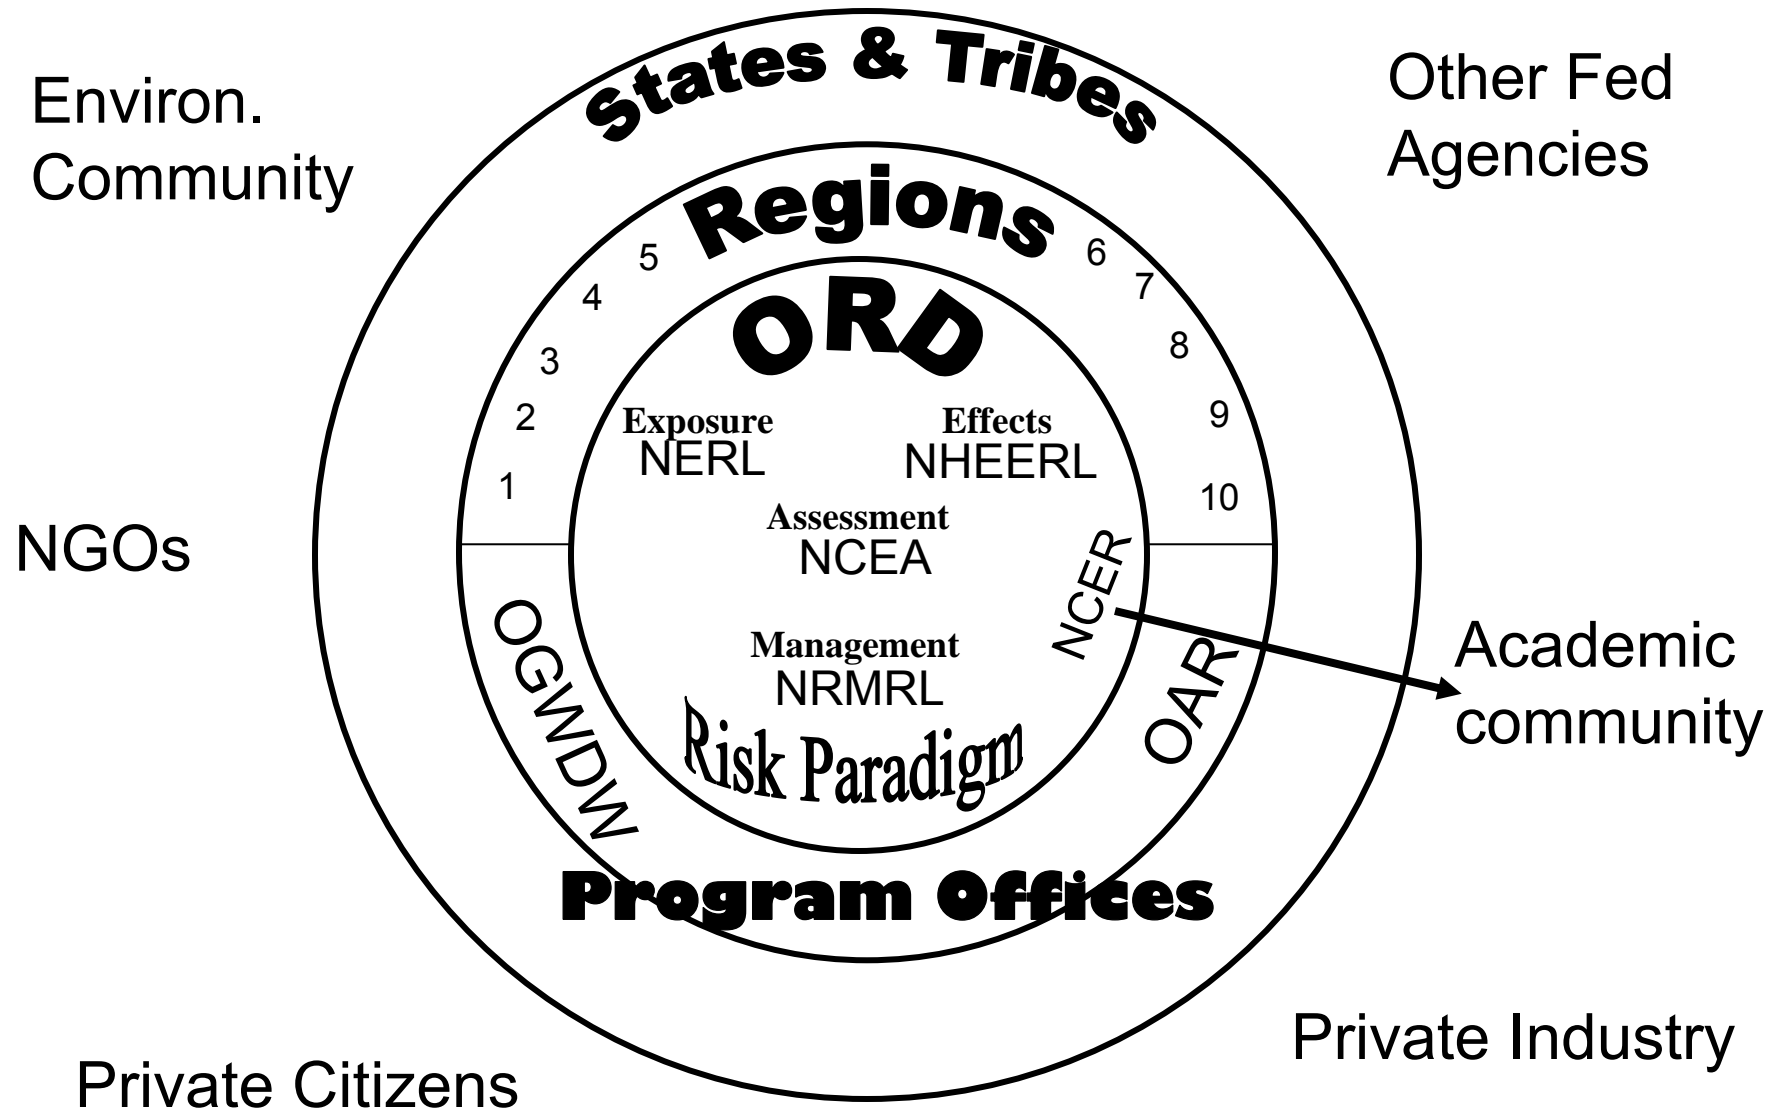 States & Tribes
Environ.
Community
Other Fed
Agencies
Regions
5
6
4
7
3
8
2
9
1
10
ORD
Exposure
NERL
Effects
NHEERL
Assessment
NCEA
NCER
Management
NRMRL
Risk Paradigm
OGWDW
OAR
Program Offices
NGOs
Academic
community
Private Industry
Private Citizens